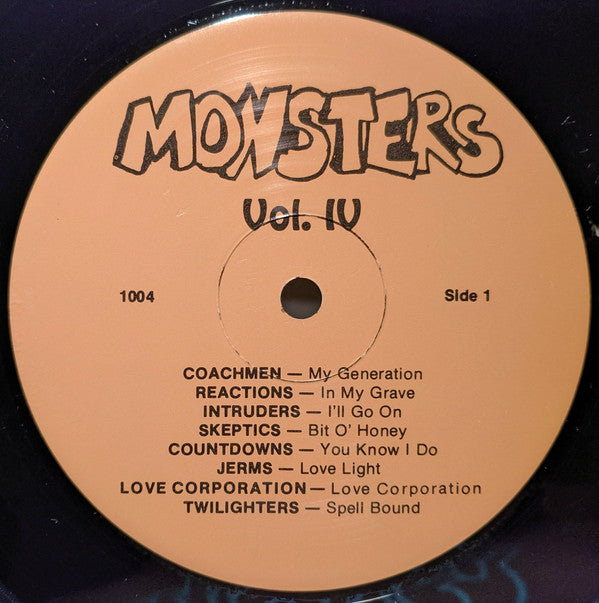 MONSTERS
Vol. IV
1004 Side 1
COACHMEN — My Generation
REACTIONS — In My Grave
INTRUDERS — I'll Go On
SKEPTICS — Bit O' Honey
COUNTDOWNS — You Know I Do
JERMS — Love Light
LOVE CORPORATION — Love Corporation
TWILIGHTERS — Spell Bound